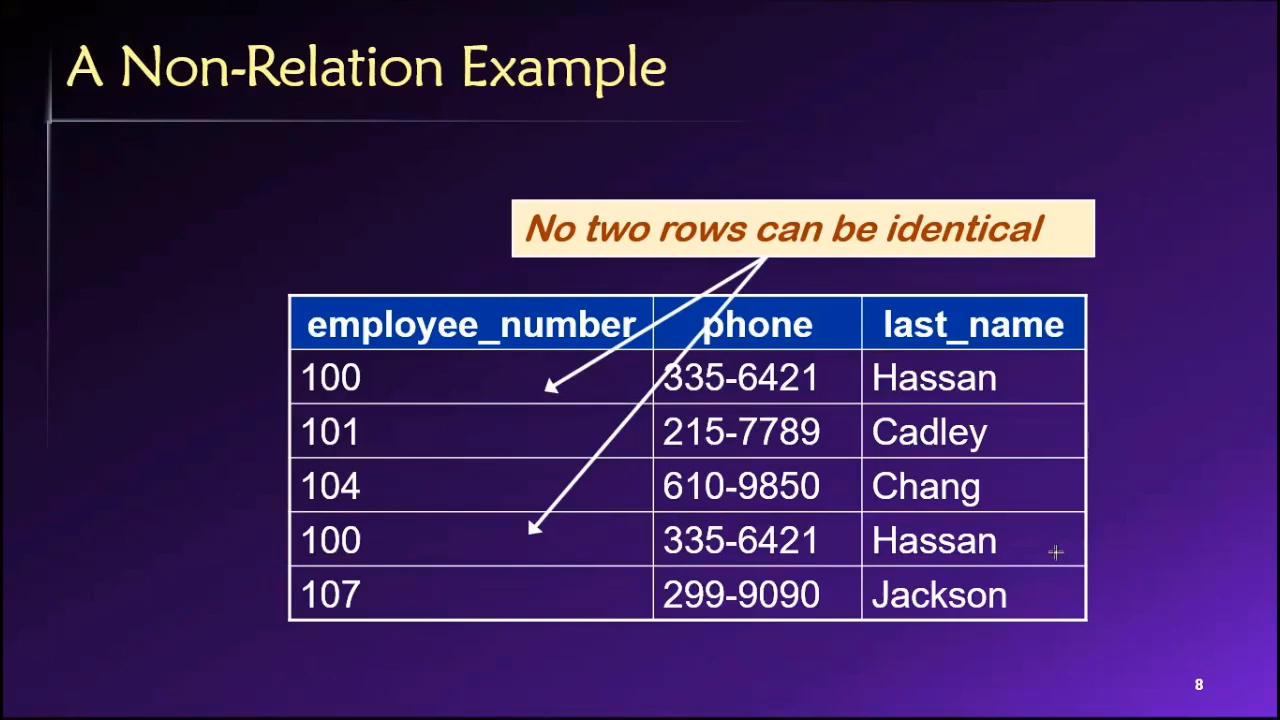 A Non-Relation Example
No two rows can be identical
employee_number phone last_name
100 335-6421 Hassan
101 215-7789 Cadley
104 610-9850 Chang
100 335-6421 Hassan
107 299-9090 Jackson
8